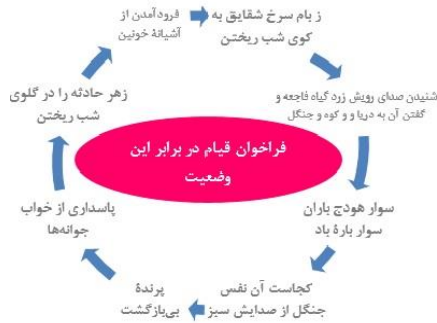 فرودآمدن از
آشیانهٔ خونین
ز بام سرخ شقایق به
کوی شب ریختن
شنیدن صدای رویش زرد گیاه فاجعه و
گفتن آن به دریا و و کوه و جنگل
سوار هودج باران
سوار بارهٔ باد
کجاست آن نفس
جنگل از صدایش سبز
پرندهٔ
بی‌بازگشت
پاسداری از خواب
جوانه‌ها
زهر حادثه را در گلوی
شب ریختن
فراخوان قیام در برابر این
وضعیت